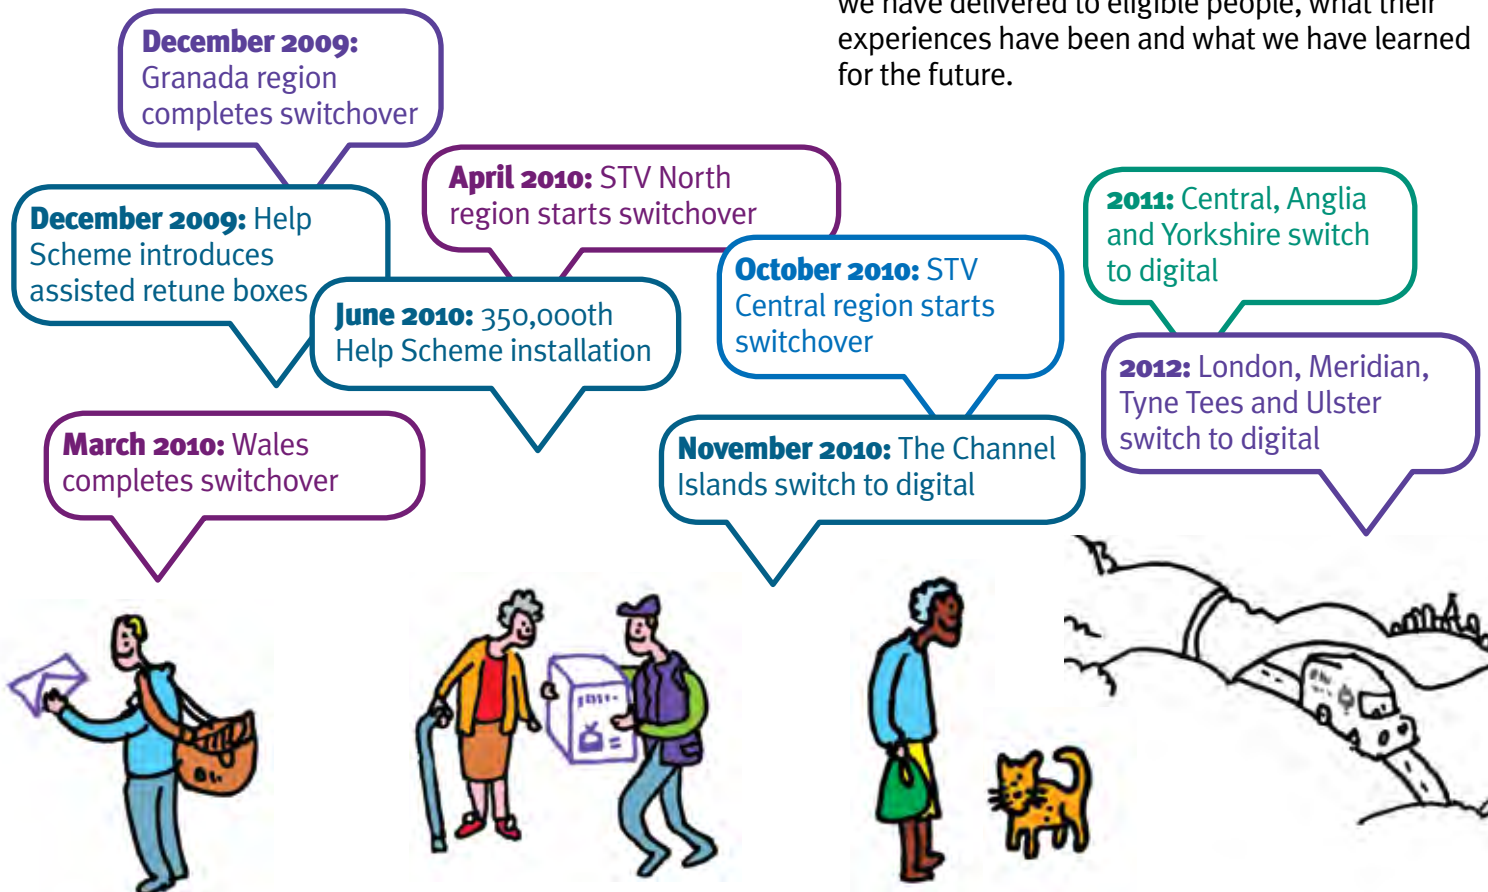 we have delivered to eligible people, what their
experiences have been and what we have learned
for the future.
December 2009:
Granada region
completes switchover
December 2009: Help
Scheme introduces
assisted retune boxes
March 2010: Wales
completes switchover
April 2010: STV North
region starts switchover
June 2010: 350,000th
Help Scheme installation
October 2010: STV
Central region starts
switchover
November 2010: The Channel
Islands switch to digital
2011: Central, Anglia
and Yorkshire switch
to digital
2012: London, Meridian,
Tyne Tees and Ulster
switch to digital